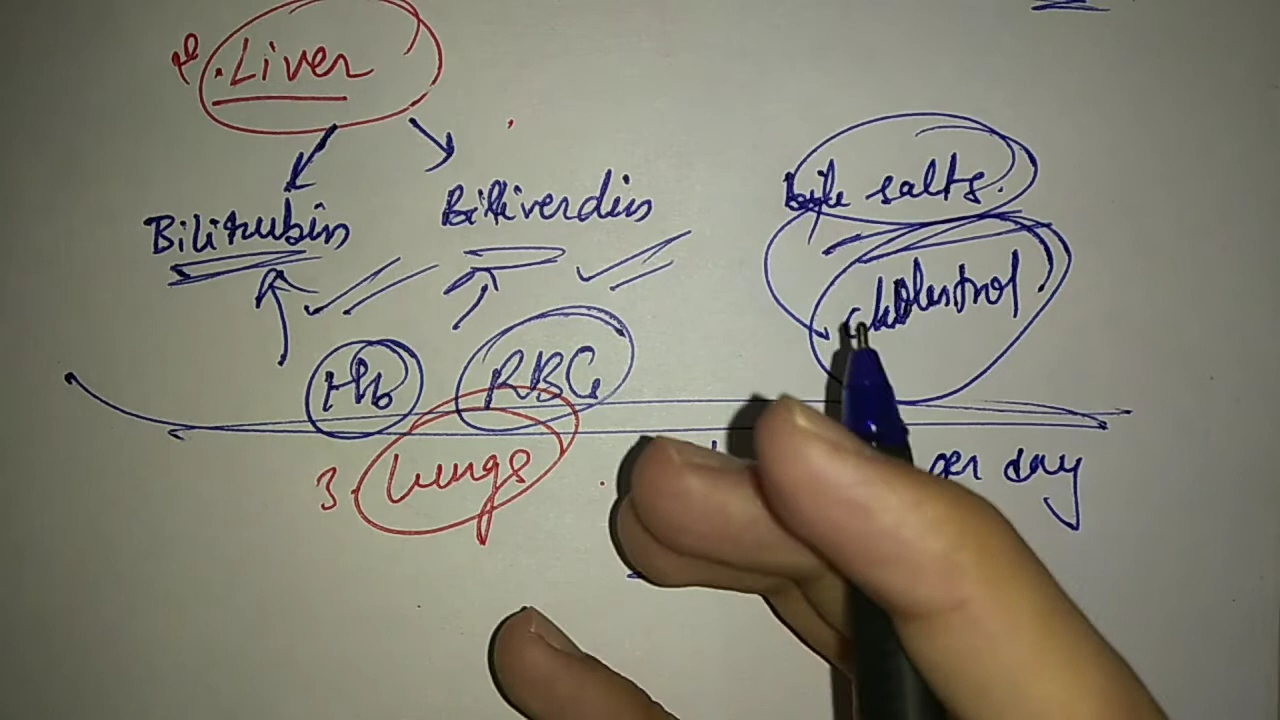 2. Liver
Bilirubin Biliverdin bile salts.
cholestrol
Hb RBC
3. Lungs per day